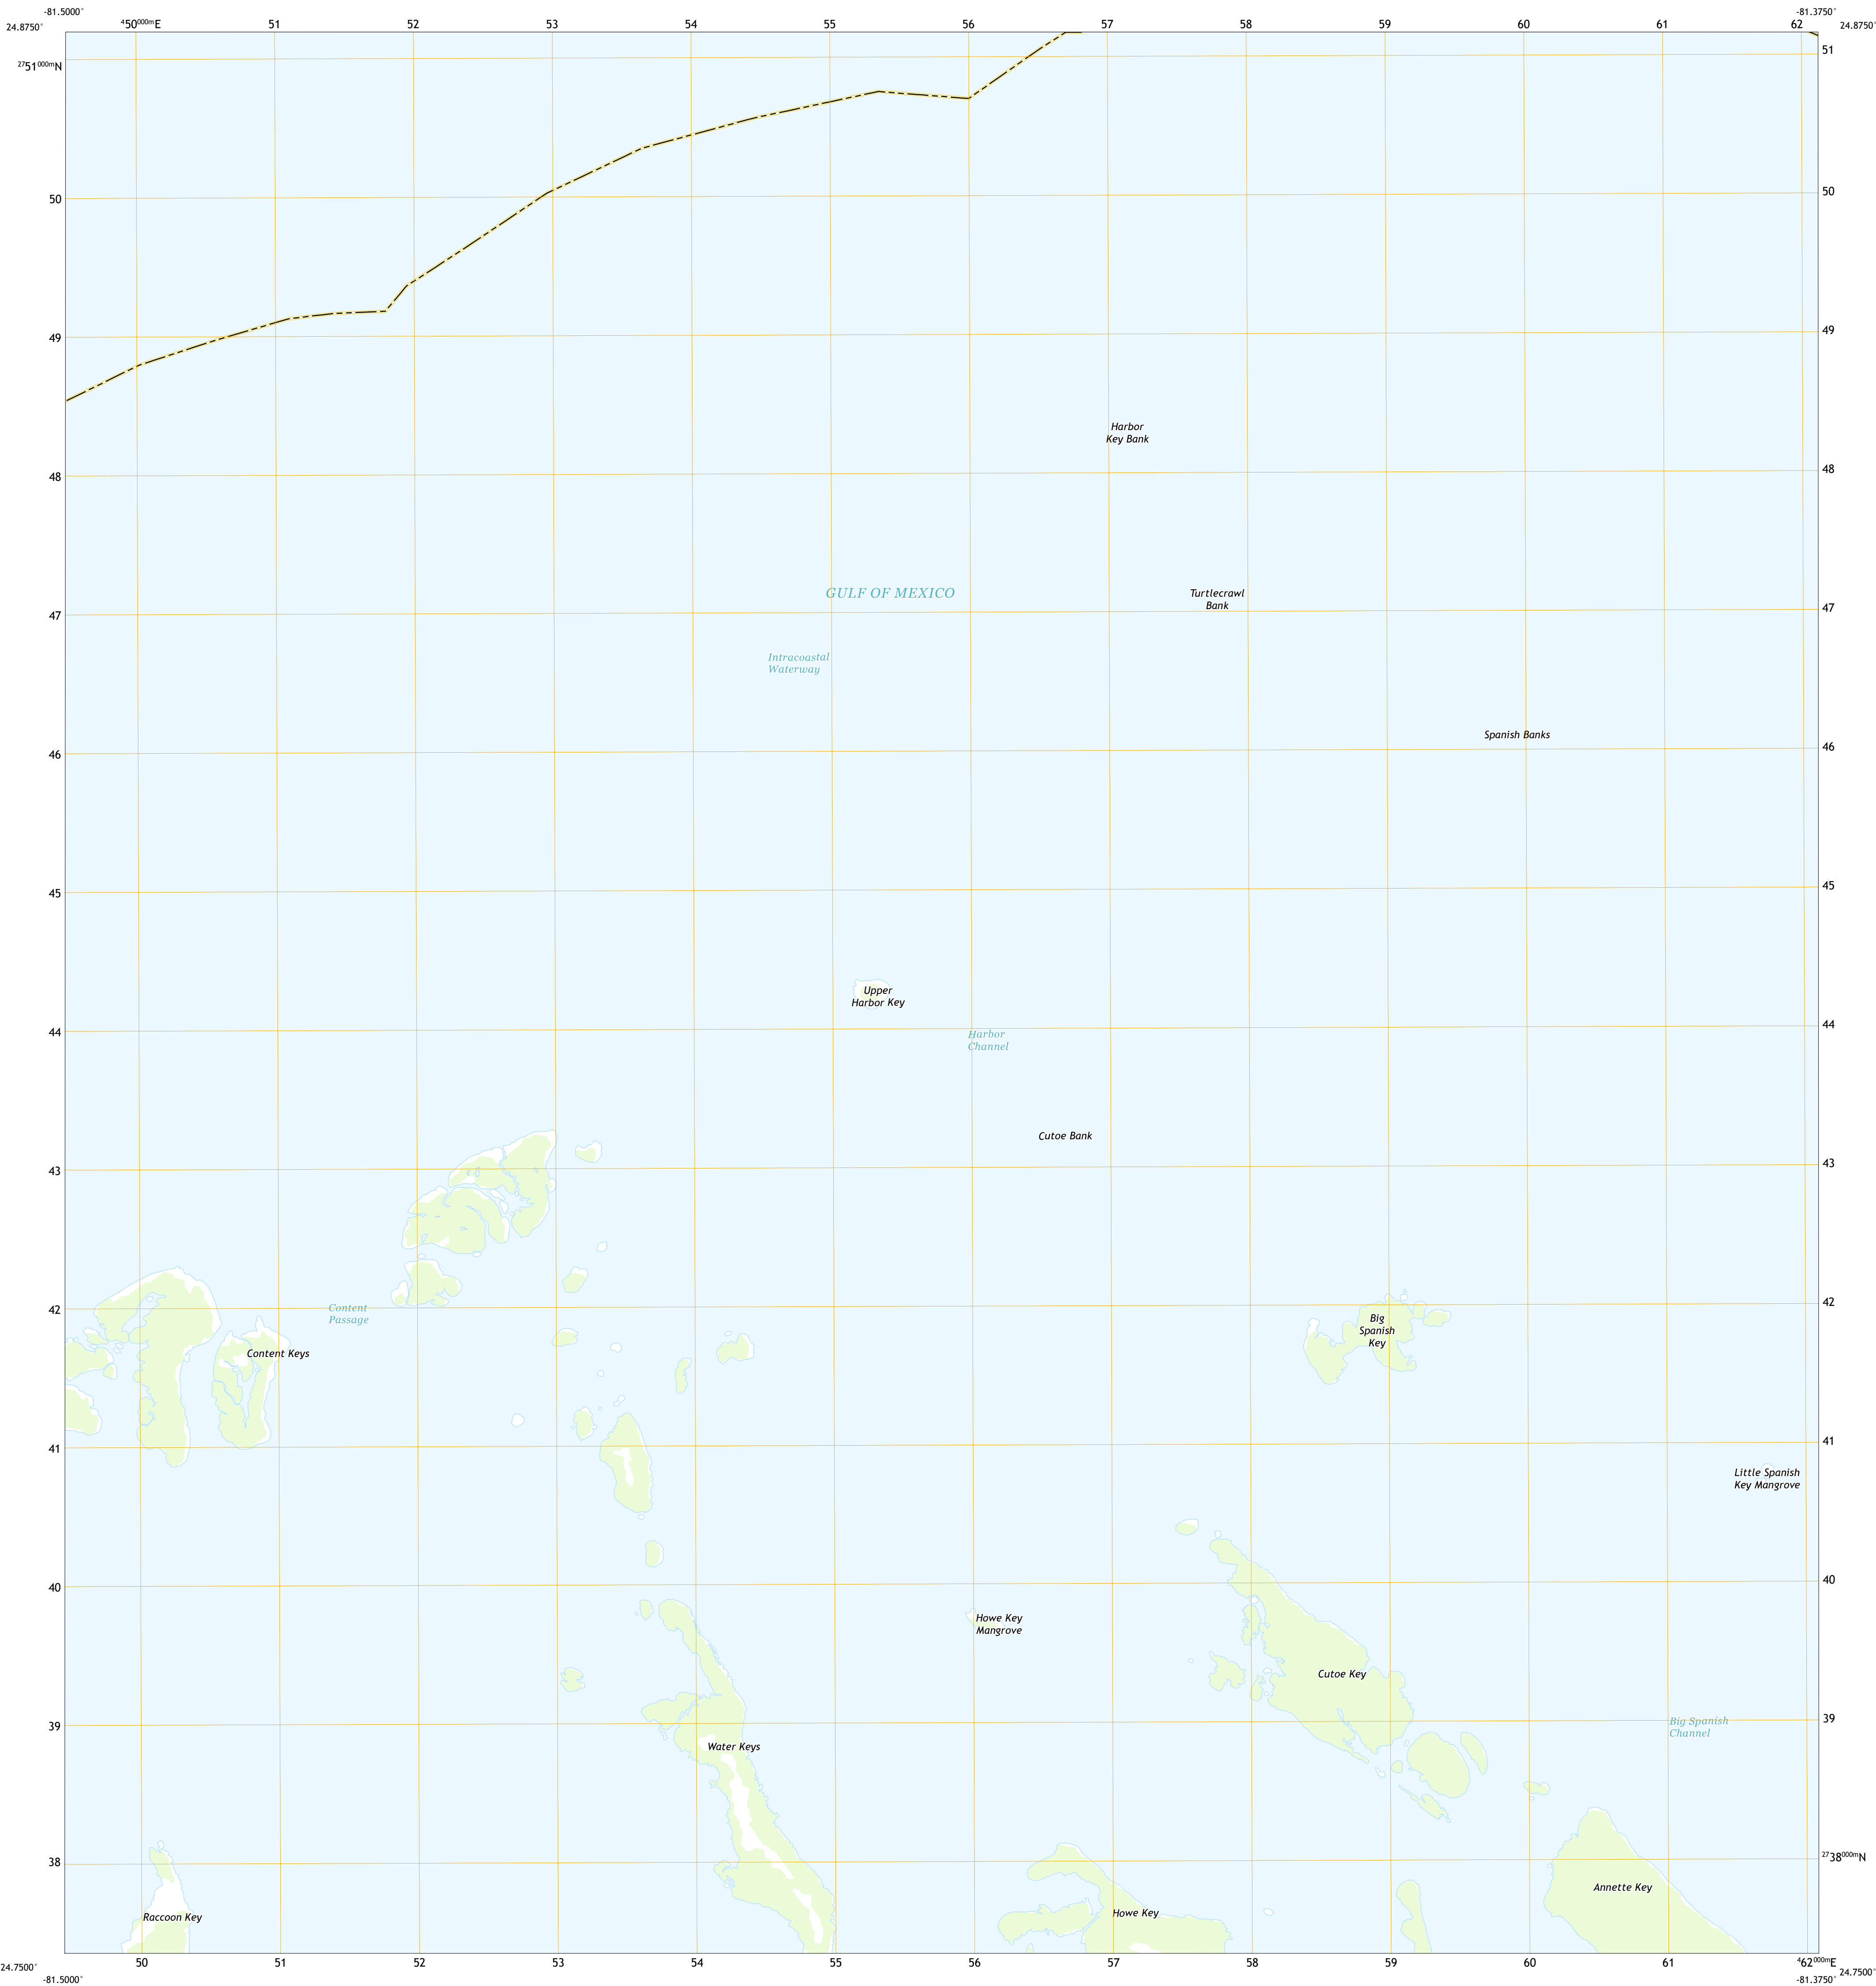 -81.5000°
-81.3750°
24.8750°
⁴50⁰⁰⁰ᵐE
51
52
53
54
55
56
57
58
59
60
61
62
24.8750°
²⁷51⁰⁰⁰ᵐN
51
50
50
49
49
Harbor
Key Bank
48
48
GULF OF MEXICO
Turtlecrawl
Bank
47
47
Intracoastal
Waterway
Spanish Banks
46
46
45
45
Upper
Harbor Key
44
44
Harbor
Channel
Cutoe Bank
43
43
42
42
Content
Passage
Big
Spanish
Key
Content Keys
41
41
Little Spanish
Key Mangrove
40
40
Howe Key
Mangrove
Cutoe Key
39
39
Big Spanish
Channel
Water Keys
38
²⁷38⁰⁰⁰ᵐN
Annette Key
Raccoon Key
Howe Key
24.7500°
50
51
52
53
54
55
56
57
58
59
60
61
⁴62⁰⁰⁰ᵐE
24.7500°
-81.5000°
-81.3750°